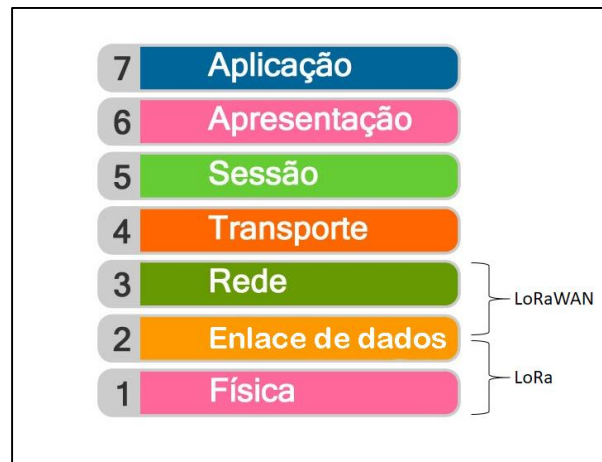 7 Aplicação
6 Apresentação
5 Sessão
4 Transporte
3 Rede
LoRaWAN
2 Enlace de dados
LoRa
1 Física